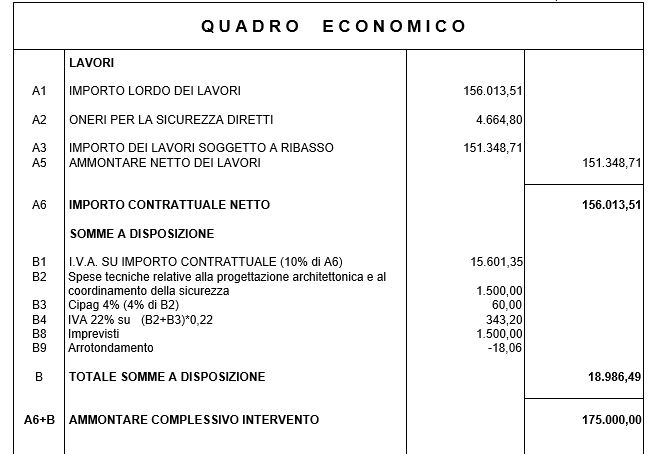 QUADRO ECONOMICO
LAVORI
A1 IMPORTO LORDO DEI LAVORI 156.013,51
A2 ONERI PER LA SICUREZZA DIRETTI 4.664,80
A3 IMPORTO DEI LAVORI SOGGETTO A RIBASSO 151.348,71
A5 AMMONTARE NETTO DEI LAVORI 151.348,71
A6 IMPORTO CONTRATTUALE NETTO 156.013,51
SOMME A DISPOSIZIONE
B1 I.V.A. SU IMPORTO CONTRATTUALE (10% di A6) 15.601,35
B2 Spese tecniche relative alla progettazione architettonica e al
coordinamento della sicurezza 1.500,00
B3 Cipag 4% (4% di B2) 60,00
B4 IVA 22% su (B2+B3)*0,22 343,20
B8 Imprevisti 1.500,00
B9 Arrotondamento -18,06
B TOTALE SOMME A DISPOSIZIONE 18.986,49
A6+B AMMONTARE COMPLESSIVO INTERVENTO 175.000,00